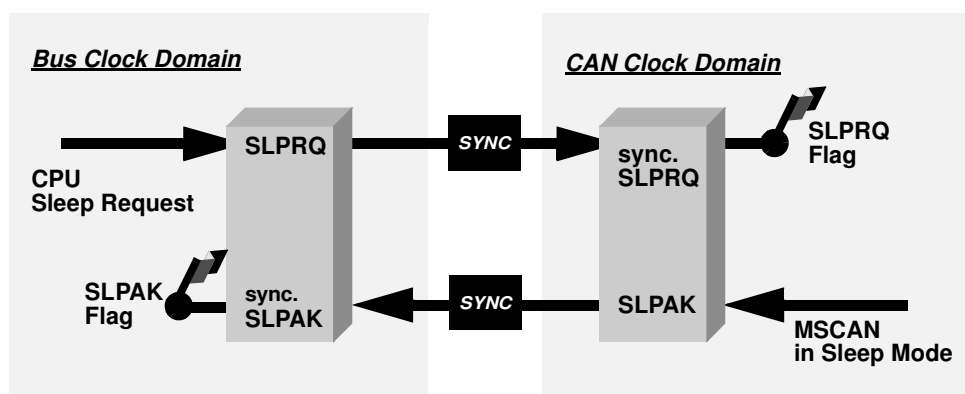 Bus Clock Domain
CAN Clock Domain
CPU
Sleep Request
SLPRQ
SYNC
sync.
SLPRQ
SLPRQ
Flag
SLPAK
Flag
sync.
SLPAK
SYNC
SLPAK
MSCAN
in Sleep Mode